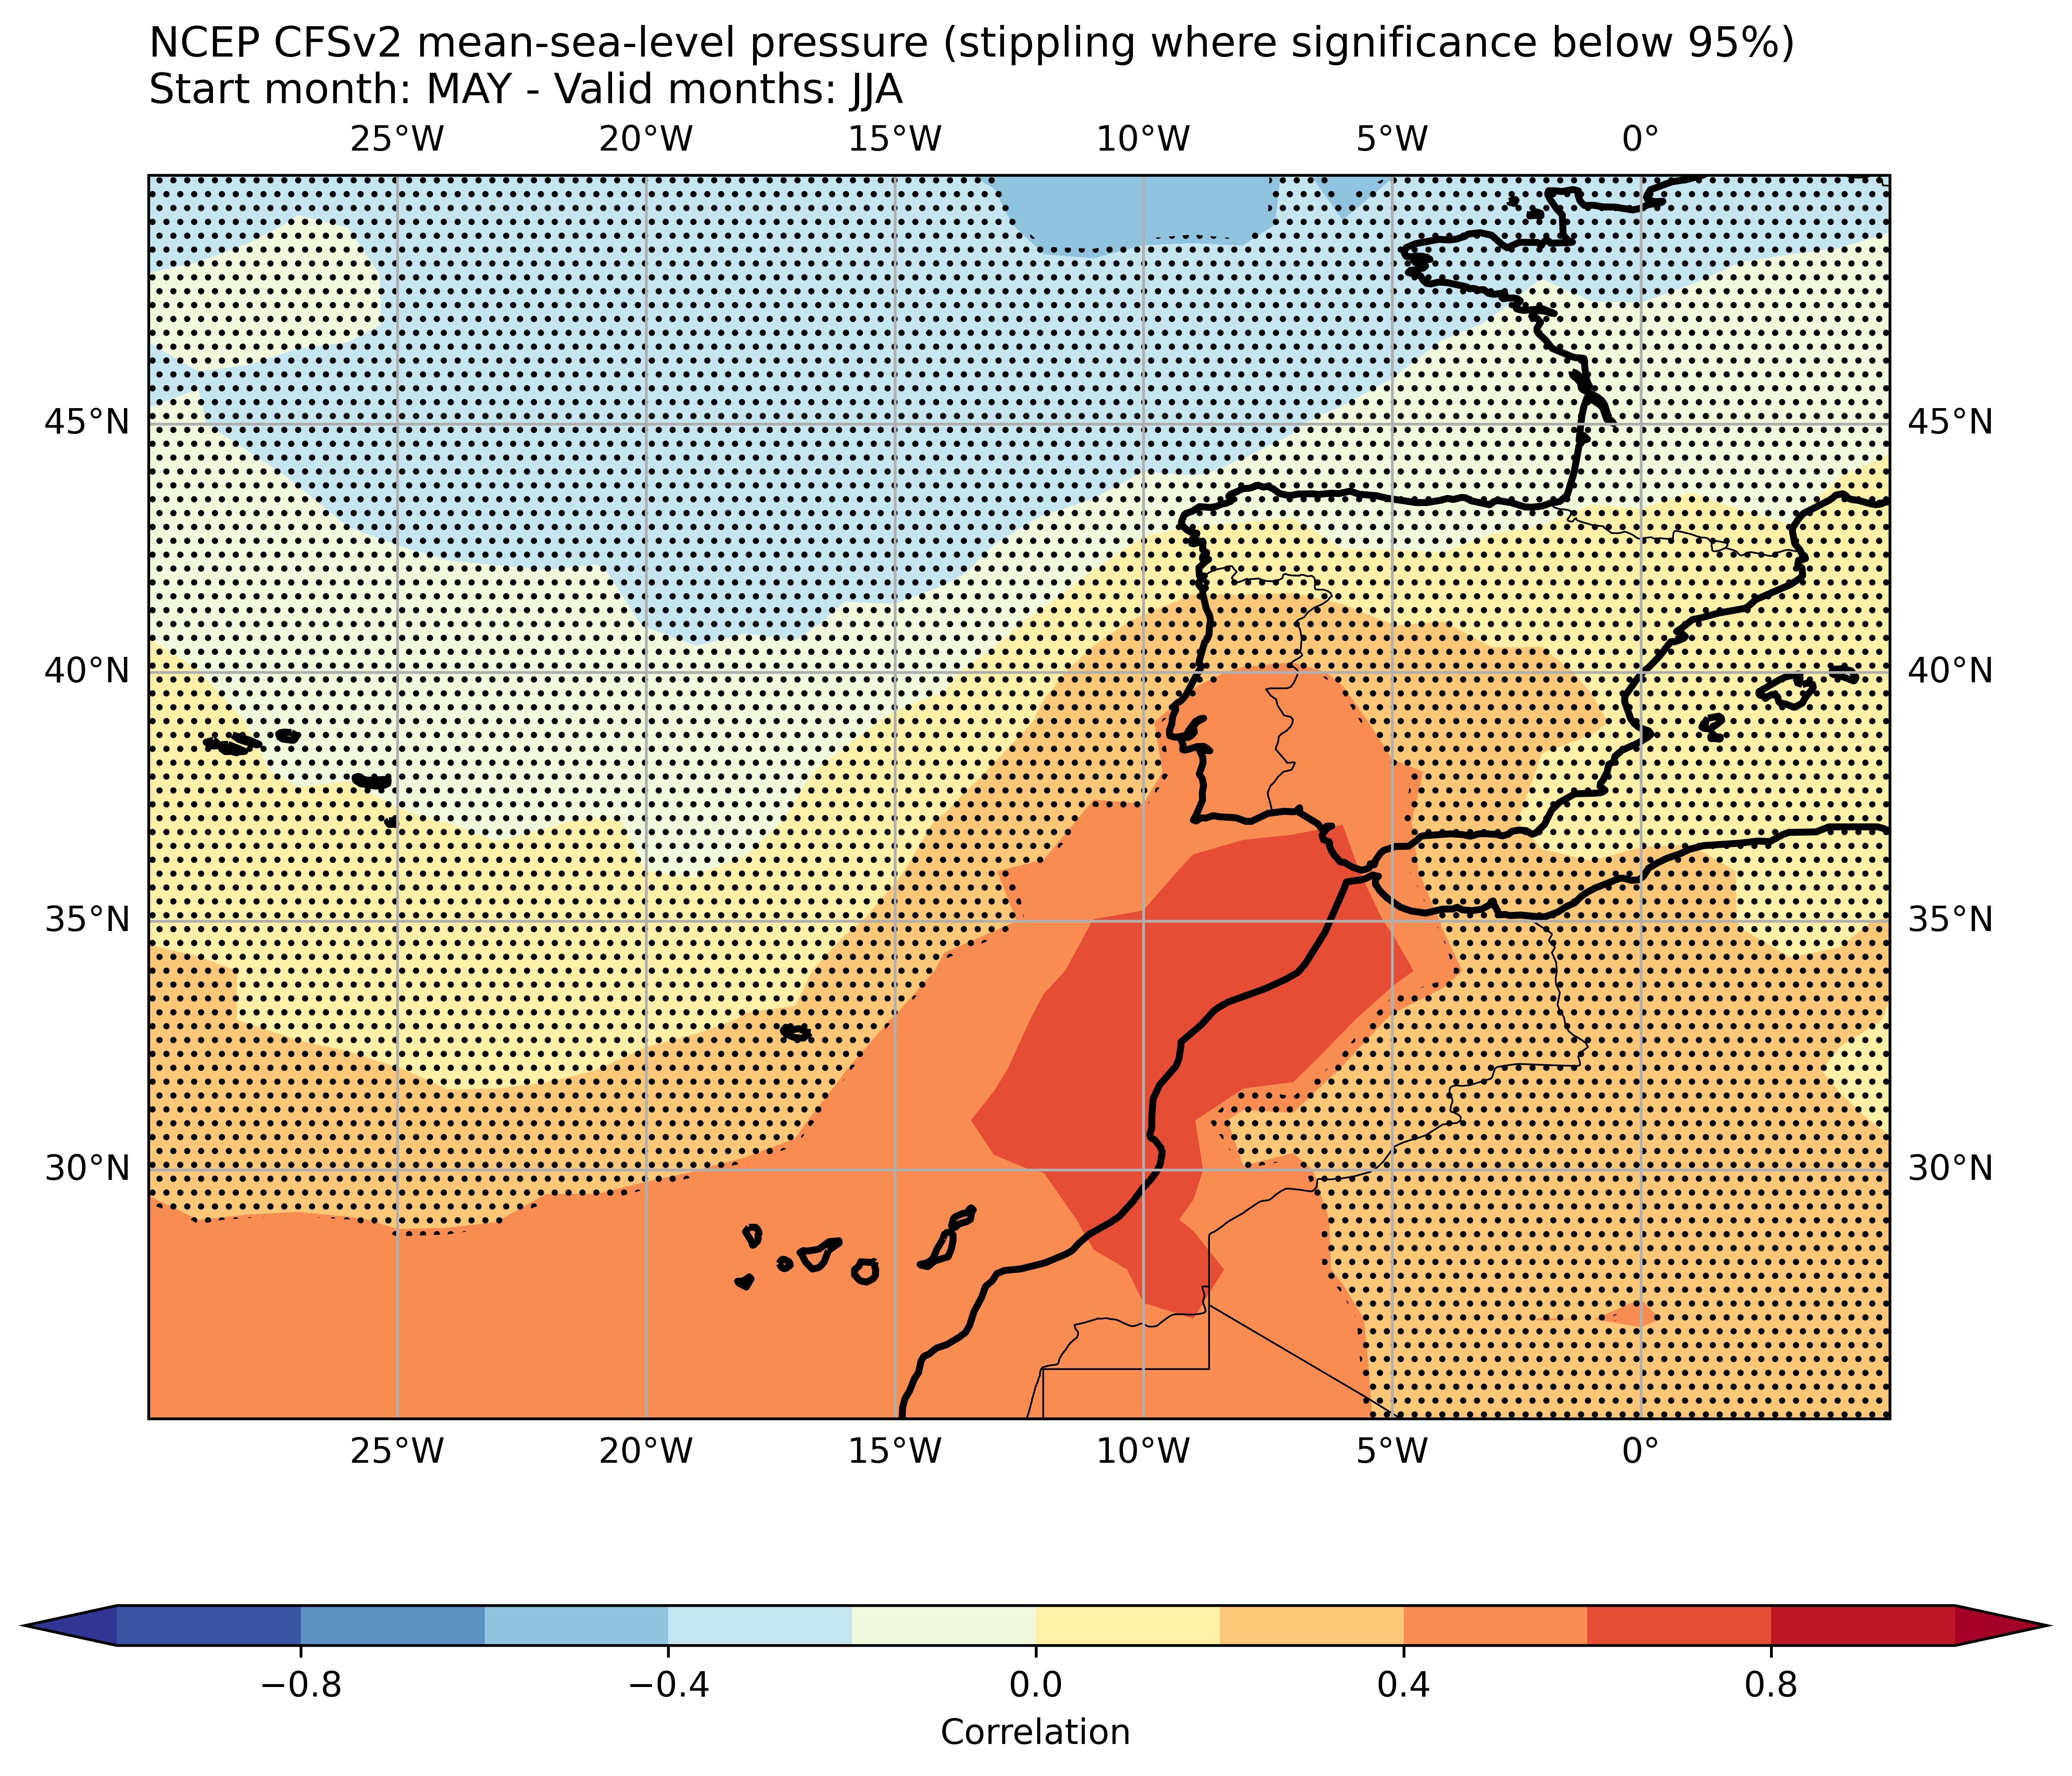 NCEP CFSv2 mean-sea-level pressure (stippling where significance below 95%)
Start month: MAY - Valid months: JJA
25°W 20°W 15°W 10°W 5°W 0°
45°N 45°N
40°N 40°N
35°N 35°N
30°N 30°N
25°W 20°W 15°W 10°W 5°W 0°
−0.8 −0.4 0.0 0.4 0.8
Correlation